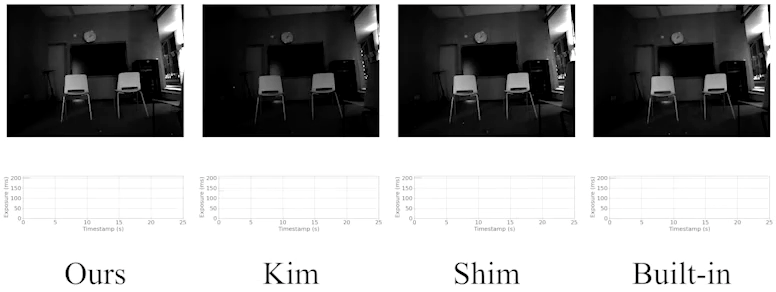 200 200 200 200
150 150 150 150
100 100 100 100
50 50 50 50
0 0 0 0
Exposure (ms) Exposure (ms) Exposure (ms) Exposure (ms)
0 5 10 15 20 25 0 5 10 15 20 25 0 5 10 15 20 25 0 5 10 15 20 25
Timestamp (s) Timestamp (s) Timestamp (s) Timestamp (s)
Ours Kim Shim Built-in